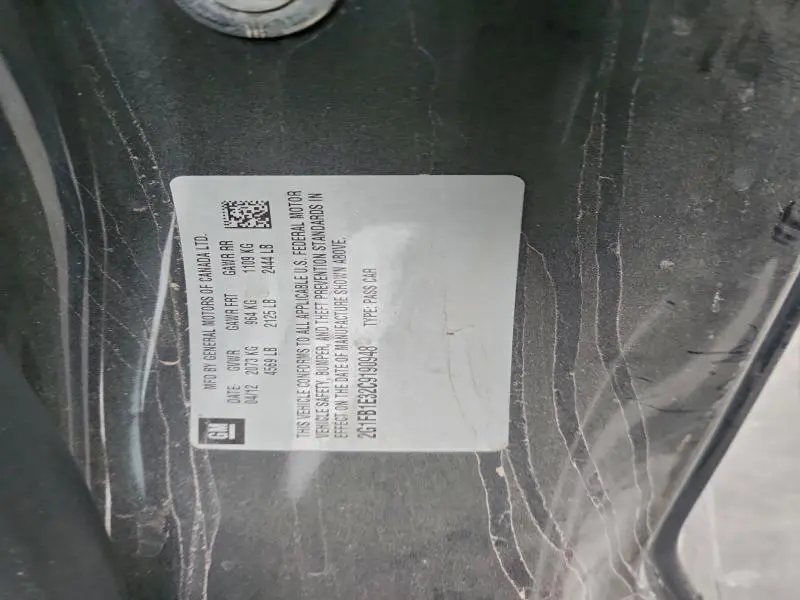 GM
MFD BY GENERAL MOTORS OF CANADA LTD.
DATE GVWR GAWR FRT GAWR RR
04/12 2073 KG 964 KG 1109 KG
4569 LB 2125 LB 2444 LB
THIS VEHICLE CONFORMS TO ALL APPLICABLE U.S. FEDERAL MOTOR
VEHICLE SAFETY, BUMPER, AND THEFT PREVENTION STANDARDS IN
EFFECT ON THE DATE OF MANUFACTURE SHOWN ABOVE.
2G1FB1E32C9190948 TYPE: PASS CAR